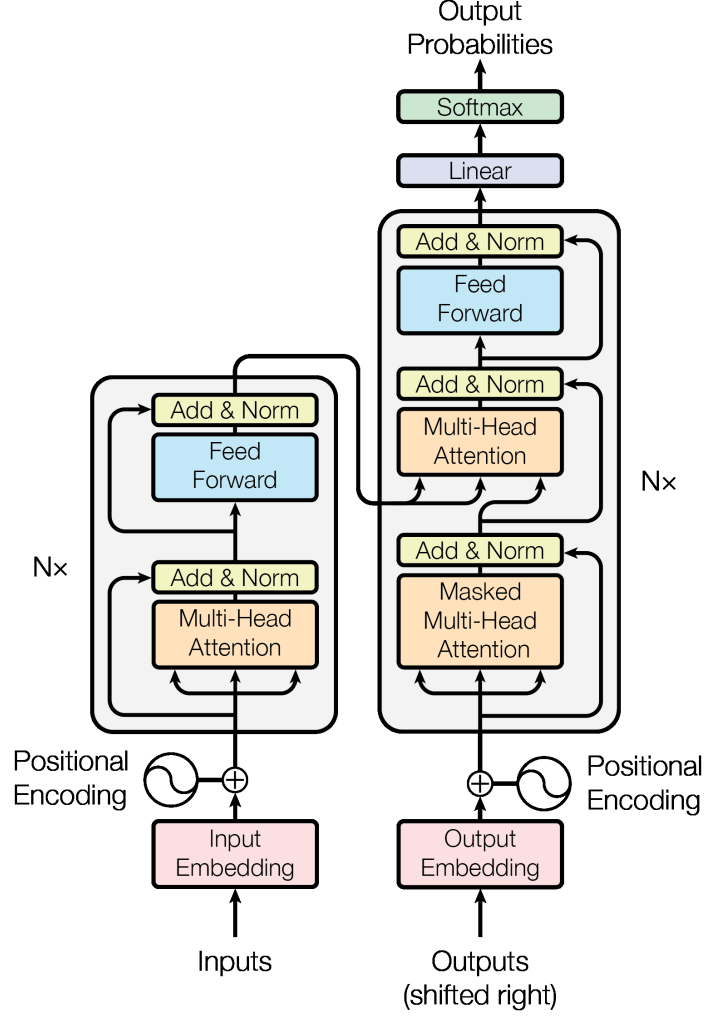 Output
Probabilities
Softmax
Linear
Add & Norm
Feed
Forward
Add & Norm
Multi-Head
Attention
Nx
Add & Norm
Masked
Multi-Head
Attention
Add & Norm
Feed
Forward
Nx
Add & Norm
Multi-Head
Attention
Positional
Encoding
Positional
Encoding
Input
Embedding
Output
Embedding
Inputs
Outputs
(shifted right)